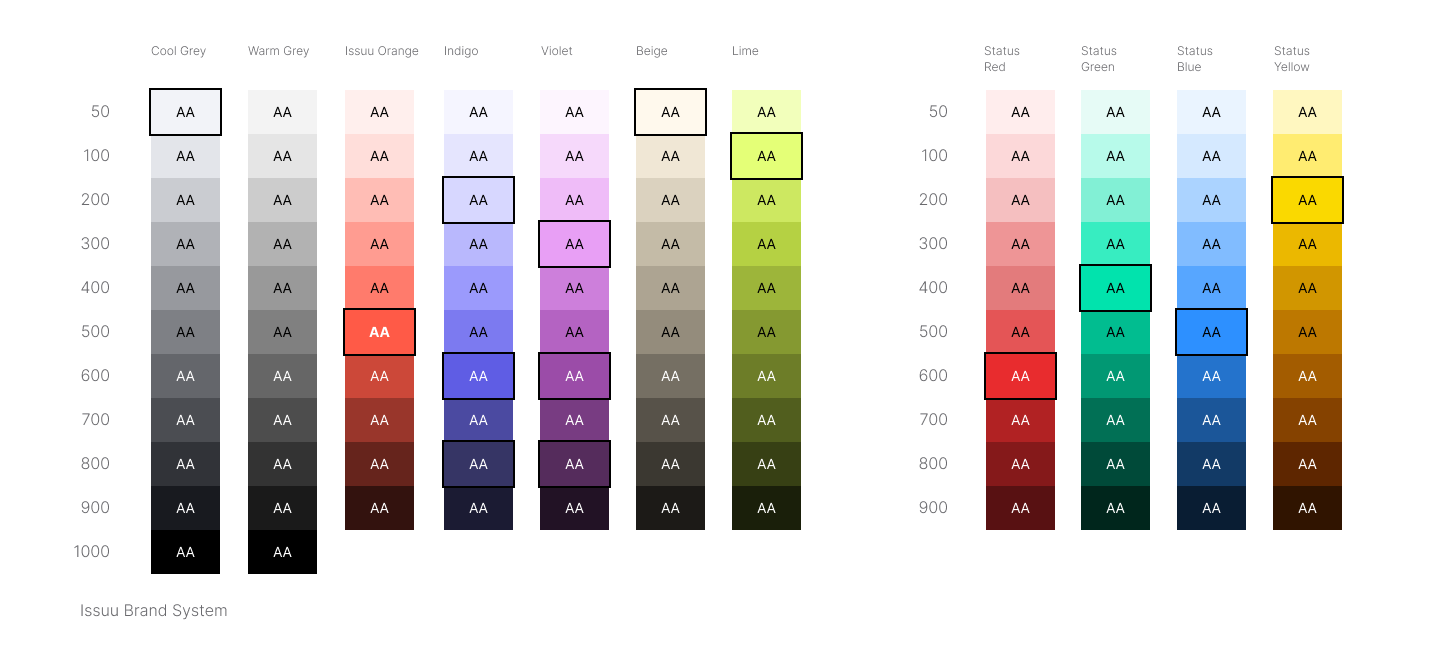 Cool Grey Warm Grey Issuu Orange Indigo Violet Beige Lime Status Status Status Status
Red Green Blue Yellow
50 AA AA AA AA AA AA AA 50 AA AA AA AA
100 AA AA AA AA AA AA AA 100 AA AA AA AA
200 AA AA AA AA AA AA AA 200 AA AA AA AA
300 AA AA AA AA AA AA AA 300 AA AA AA AA
400 AA AA AA AA AA AA AA 400 AA AA AA AA
500 AA AA AA AA AA AA AA 500 AA AA AA AA
600 AA AA AA AA AA AA AA 600 AA AA AA AA
700 AA AA AA AA AA AA AA 700 AA AA AA AA
800 AA AA AA AA AA AA AA 800 AA AA AA AA
900 AA AA AA AA AA AA AA 900 AA AA AA AA
1000 AA AA
Issuu Brand System